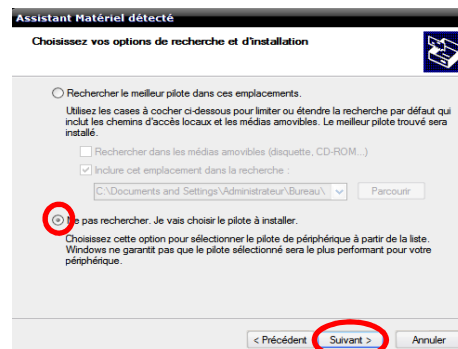 Assistant Matériel détecté
Choisissez vos options de recherche et d'installation
Rechercher le meilleur pilote dans ces emplacements.
Utilisez les cases à cocher ci-dessous pour limiter ou étendre la recherche par défaut qui
inclut les chemins d'accès locaux et les médias amovibles. Le meilleur pilote trouvé sera
installé.
Rechercher dans les médias amovibles (disquette, CD-ROM...)
Inclure cet emplacement dans la recherche :
C:\Documents and Settings\Administrateur\Bureau\
Parcourir
Ne pas rechercher. Je vais choisir le pilote à installer.
Choisissez cette option pour sélectionner le pilote de périphérique à partir de la liste.
Windows ne garantit pas que le pilote sélectionné sera le plus performant pour votre
périphérique.
< Précédent Suivant > Annuler